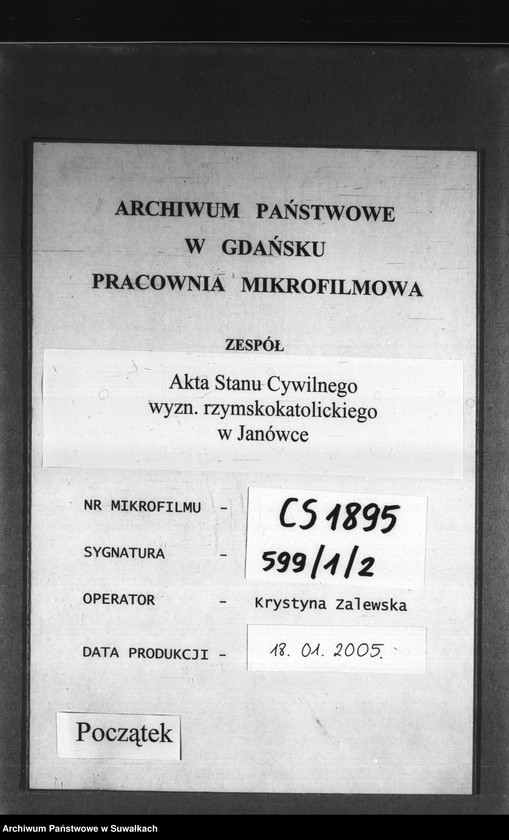 ARCHIWUM PAŃSTWOWE
W GDAŃSKU
PRACOWNIA MIKROFILMOWA
ZESPÓŁ
Akta Stanu Cywilnego
wyzn. rzymskokatolickiego
w Janówce
NR MIKROFILMU - CS 1895
SYGNATURA - 599/1/2
OPERATOR - Krystyna Zalewska
DATA PRODUKCJI - 18. 01. 2005.
Początek
Archiwum Państwowe w Suwałkach